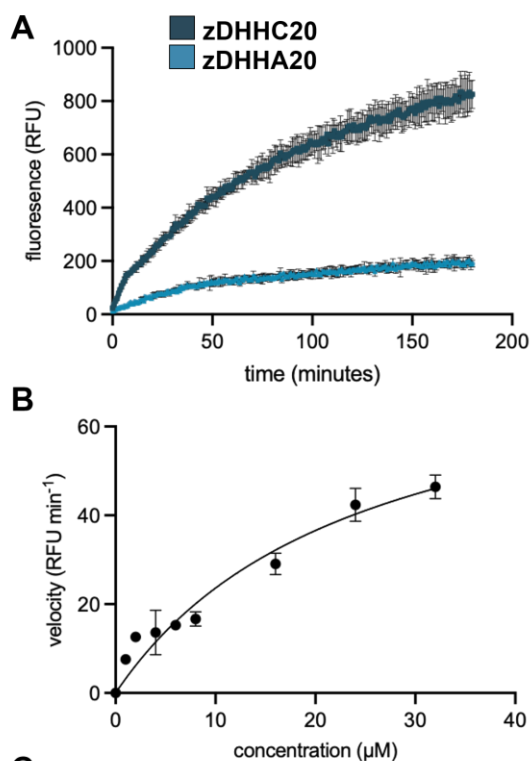 A
zDHHC20
zDHHA20
1000
800
600
400
200
0
fluoresence (RFU)
0 50 100 150 200
time (minutes)
B
60
40
20
0
velocity (RFU min⁻¹)
0 10 20 30 40
concentration (µM)